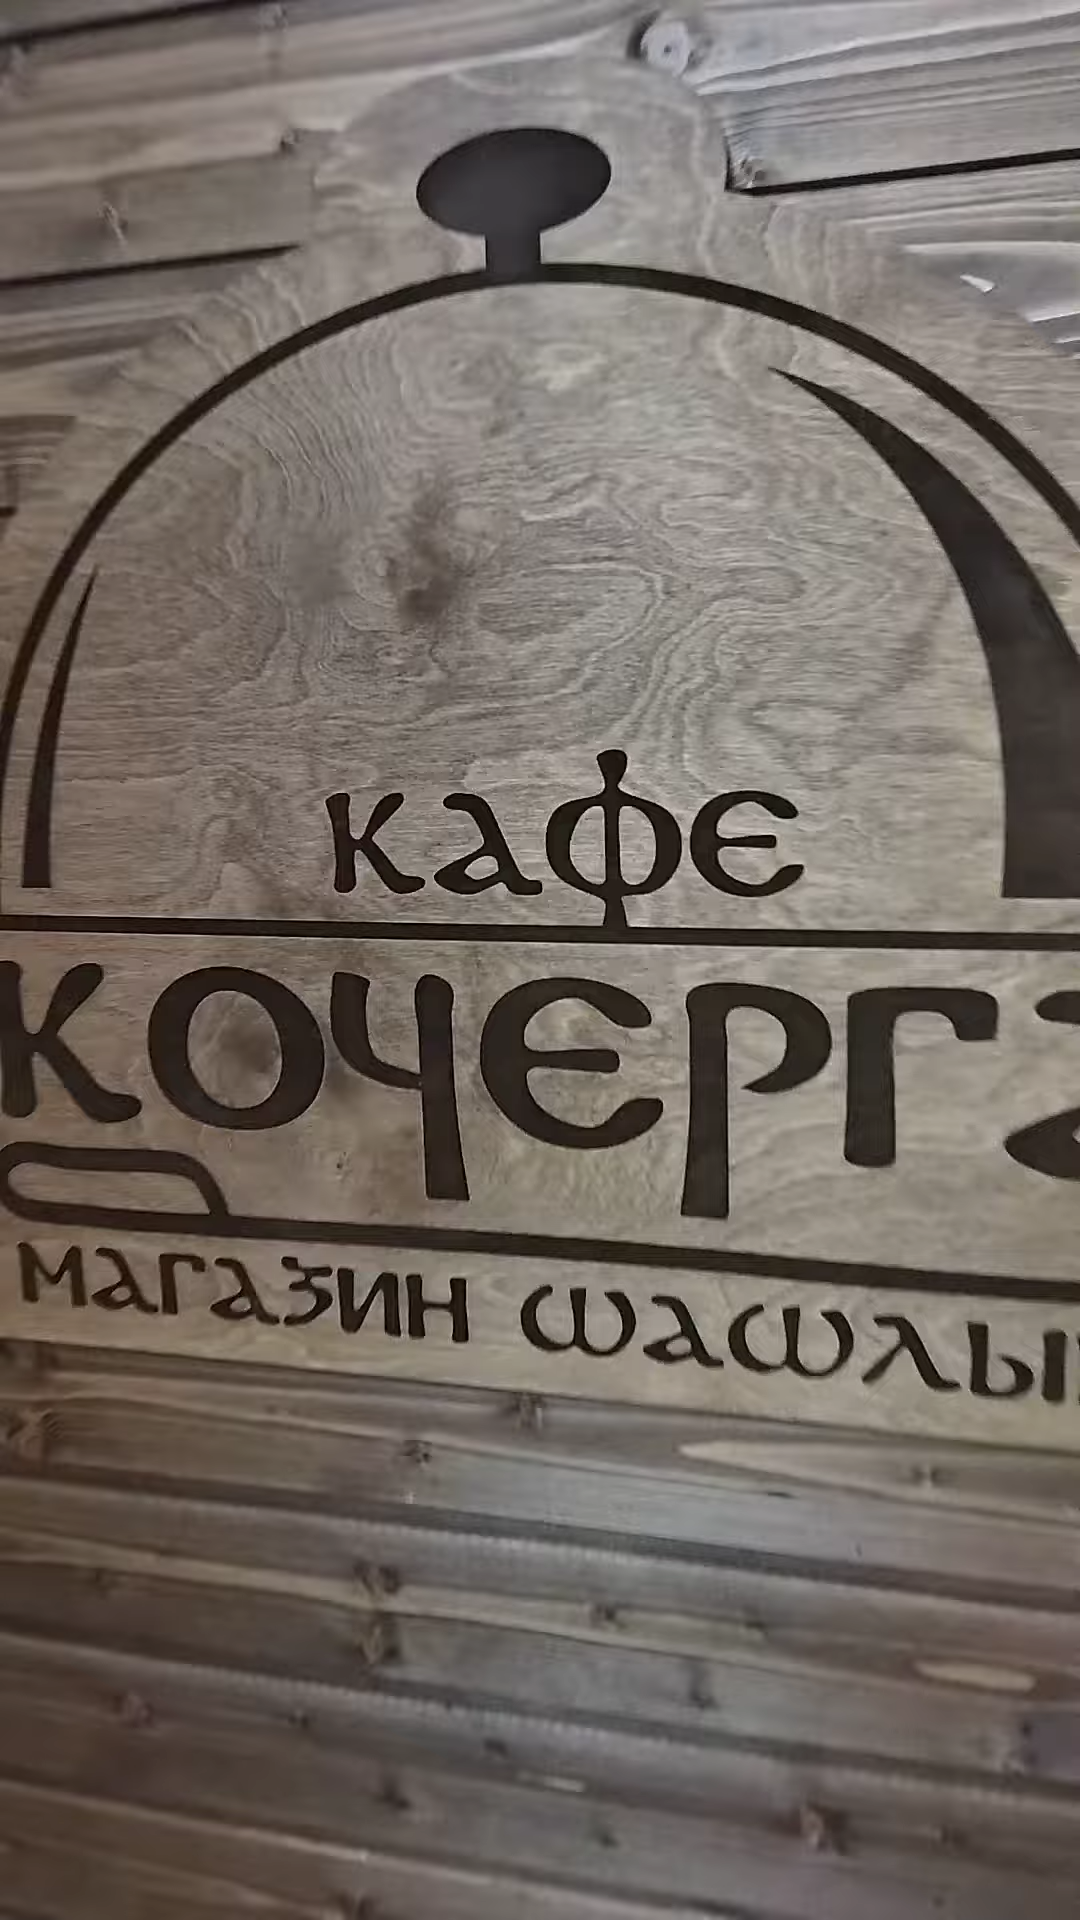 кафе
кочерга
магазин шашлы